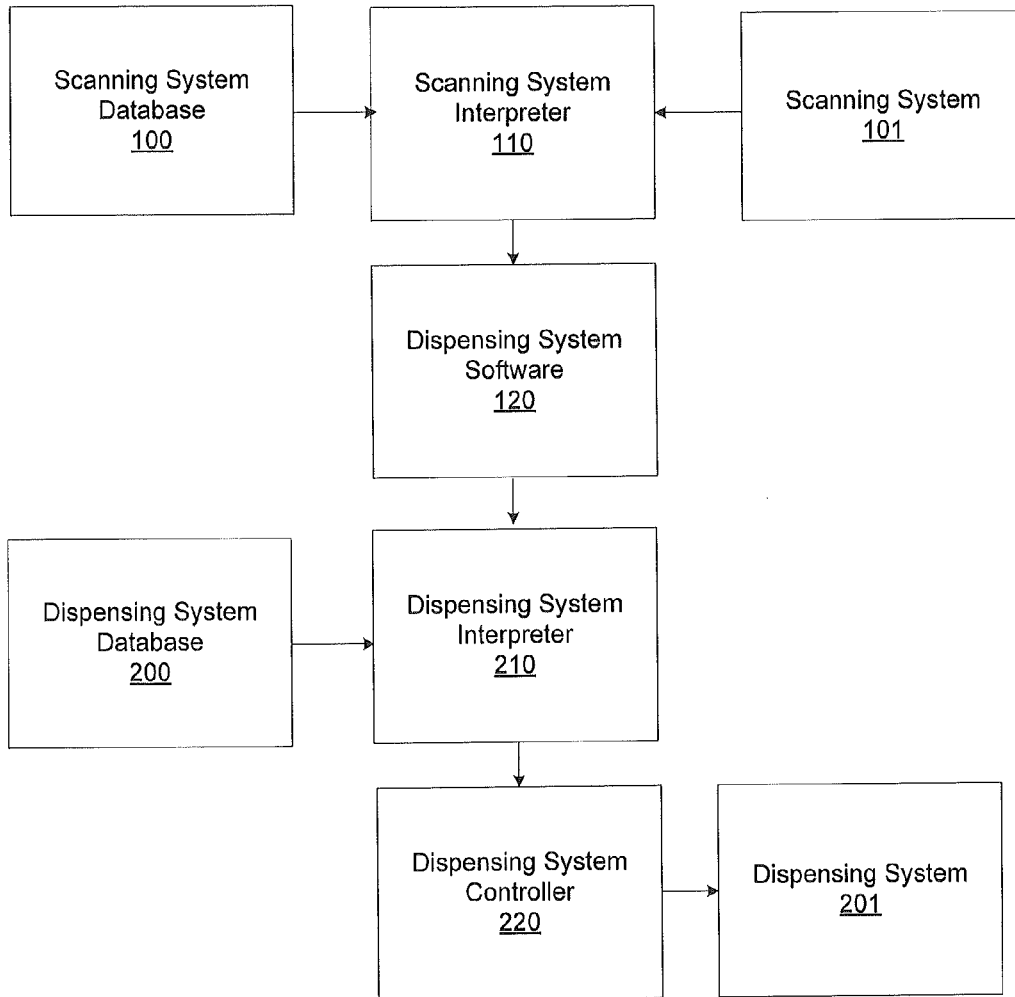 Scanning System
Database
100
Scanning System
Interpreter
110
Scanning System
101
Dispensing System
Software
120
Dispensing System
Database
200
Dispensing System
Interpreter
210
Dispensing System
Controller
220
Dispensing System
201